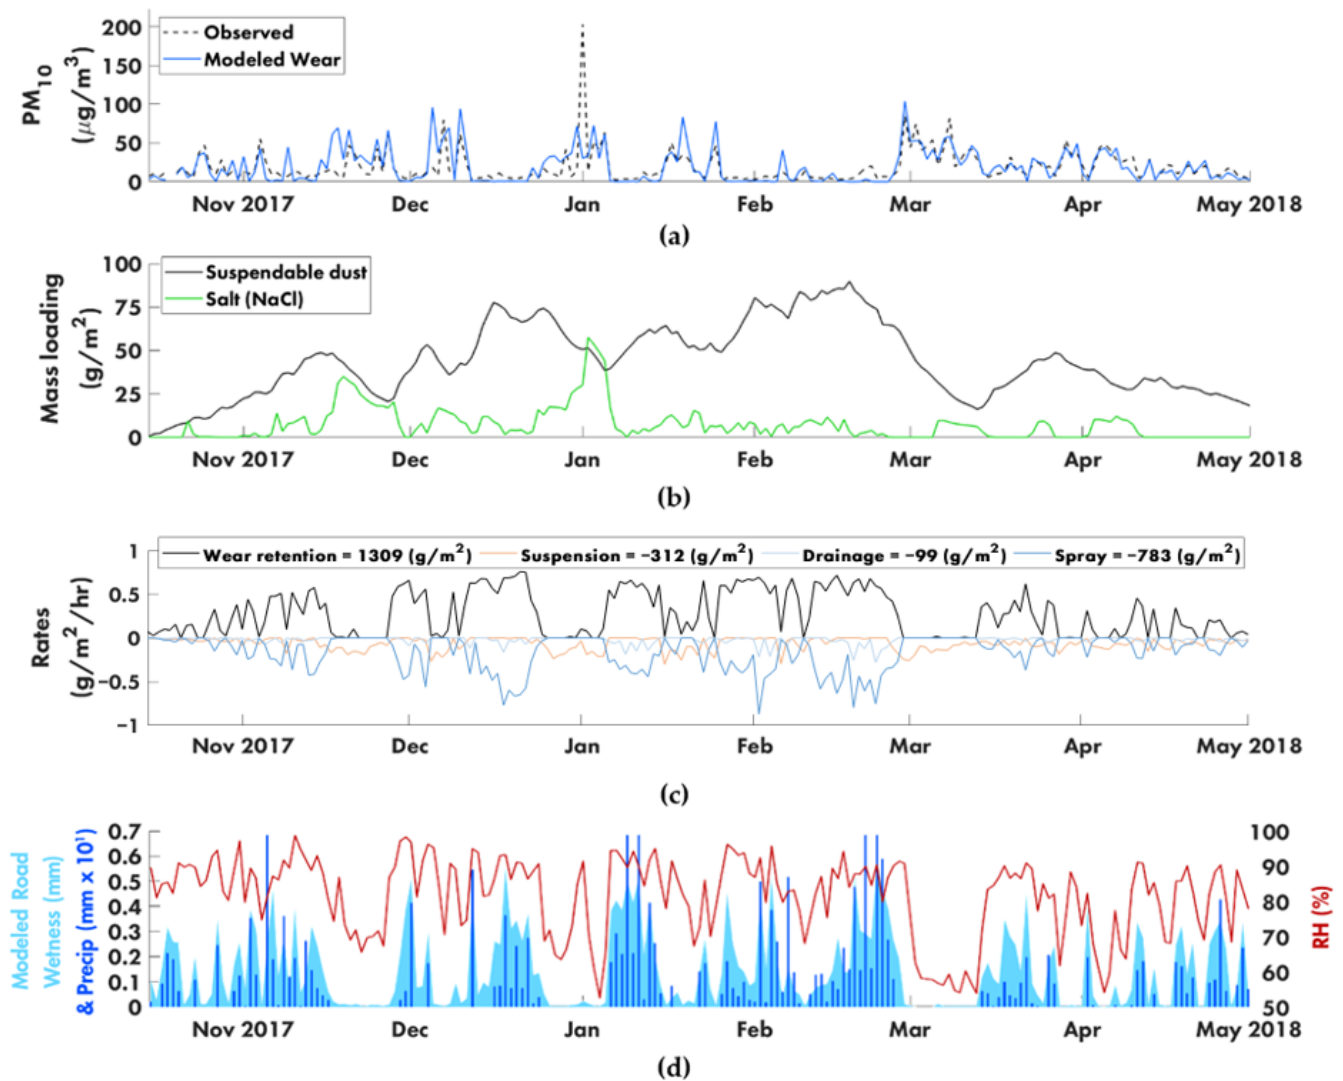 PM10
(μg/m³)
200
150
100
50
0
Observed
Modeled Wear
Nov 2017 Dec Jan Feb Mar Apr May 2018
(a)
Mass loading
(g/m²)
100
75
50
25
0
Suspendable dust
Salt (NaCl)
Nov 2017 Dec Jan Feb Mar Apr May 2018
(b)
Rates
(g/m²/hr)
1
0.5
0
−0.5
−1
Wear retention = 1309 (g/m²) Suspension = −312 (g/m²) Drainage = −99 (g/m²) Spray = −783 (g/m²)
Nov 2017 Dec Jan Feb Mar Apr May 2018
(c)
Modeled Road
Wetness (mm)
& Precip (mm x 10¹)
0.7
0.6
0.5
0.4
0.3
0.2
0.1
0
100
90
80
70
60
50
RH (%)
Nov 2017 Dec Jan Feb Mar Apr May 2018
(d)